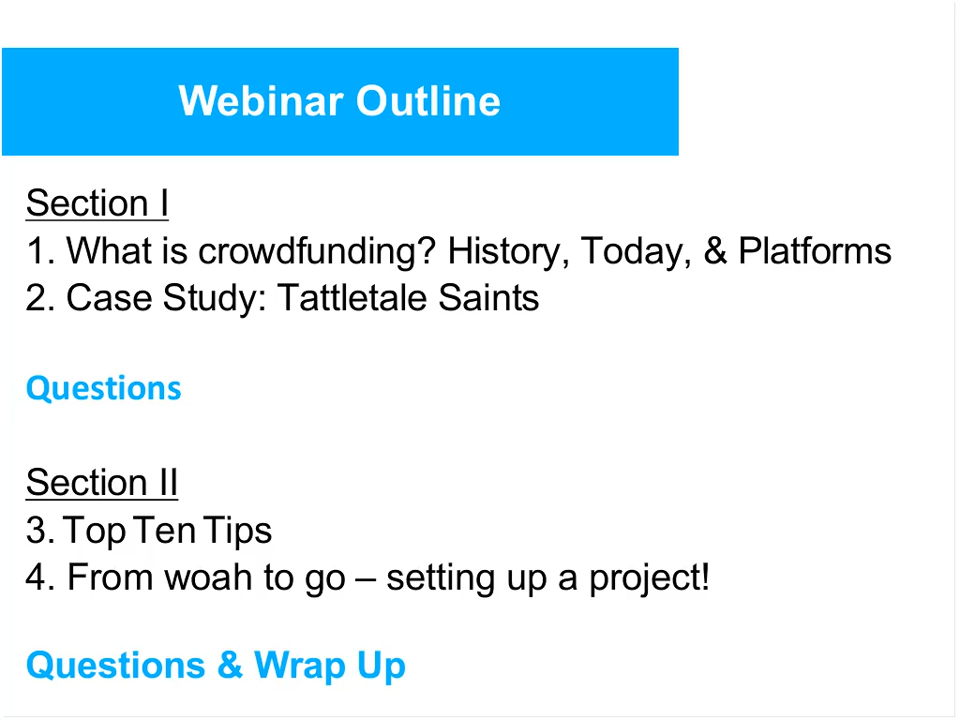 Webinar Outline
Section I
1. What is crowdfunding? History, Today, & Platforms
2. Case Study: Tattletale Saints
Questions
Section II
3. Top Ten Tips
4. From woah to go – setting up a project!
Questions & Wrap Up